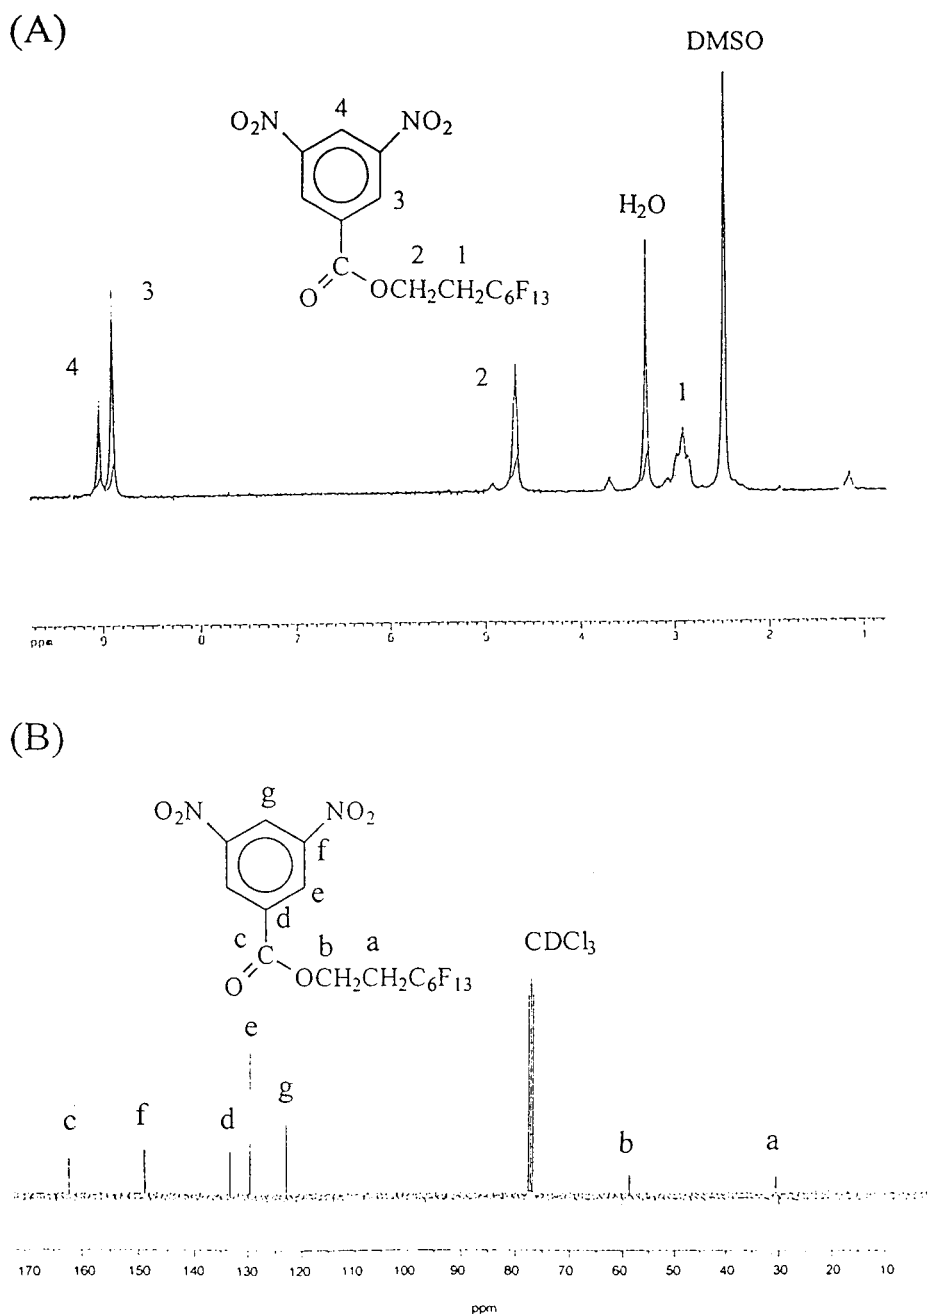 (A)
DMSO
4
O₂N
NO₂
3
H₂O
C
2
1
O
OCH₂CH₂C₆F₁₃
3
4
2
1
ppm
9
8
7
6
5
4
3
2
1
(B)
g
O₂N
NO₂
f
e
d
c
b
a
C
O
OCH₂CH₂C₆F₁₃
CDCl₃
e
g
c
f
d
b
a
170 160 150 140 130 120 110 100 90 80 70 60 50 40 30 20 10
ppm